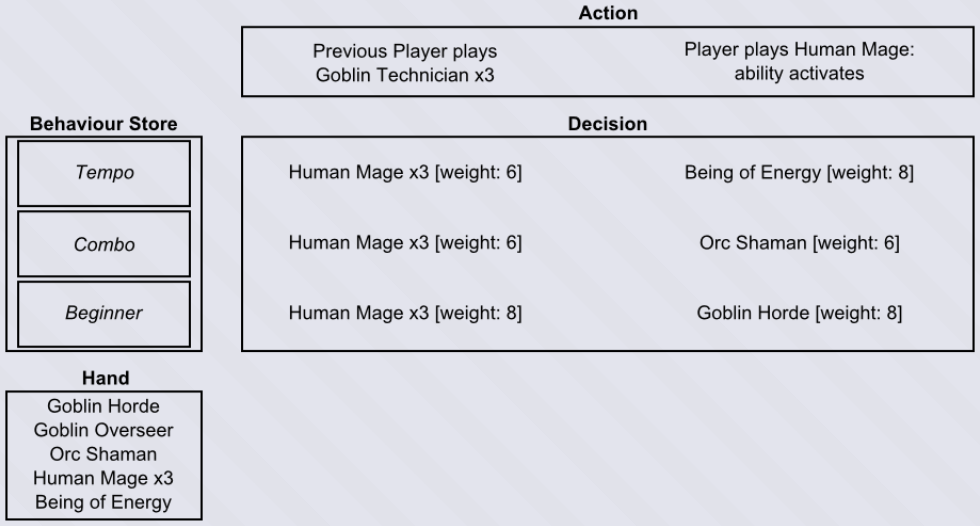 Action
Previous Player plays
Goblin Technician x3
Player plays Human Mage:
ability activates
Behaviour Store
Decision
Tempo
Human Mage x3 [weight: 6]
Being of Energy [weight: 8]
Combo
Human Mage x3 [weight: 6]
Orc Shaman [weight: 6]
Beginner
Human Mage x3 [weight: 8]
Goblin Horde [weight: 8]
Hand
Goblin Horde
Goblin Overseer
Orc Shaman
Human Mage x3
Being of Energy